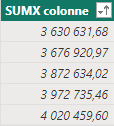 SUMX colonne
3 630 631,68
3 676 920,97
3 872 634,02
3 972 735,46
4 020 459,60